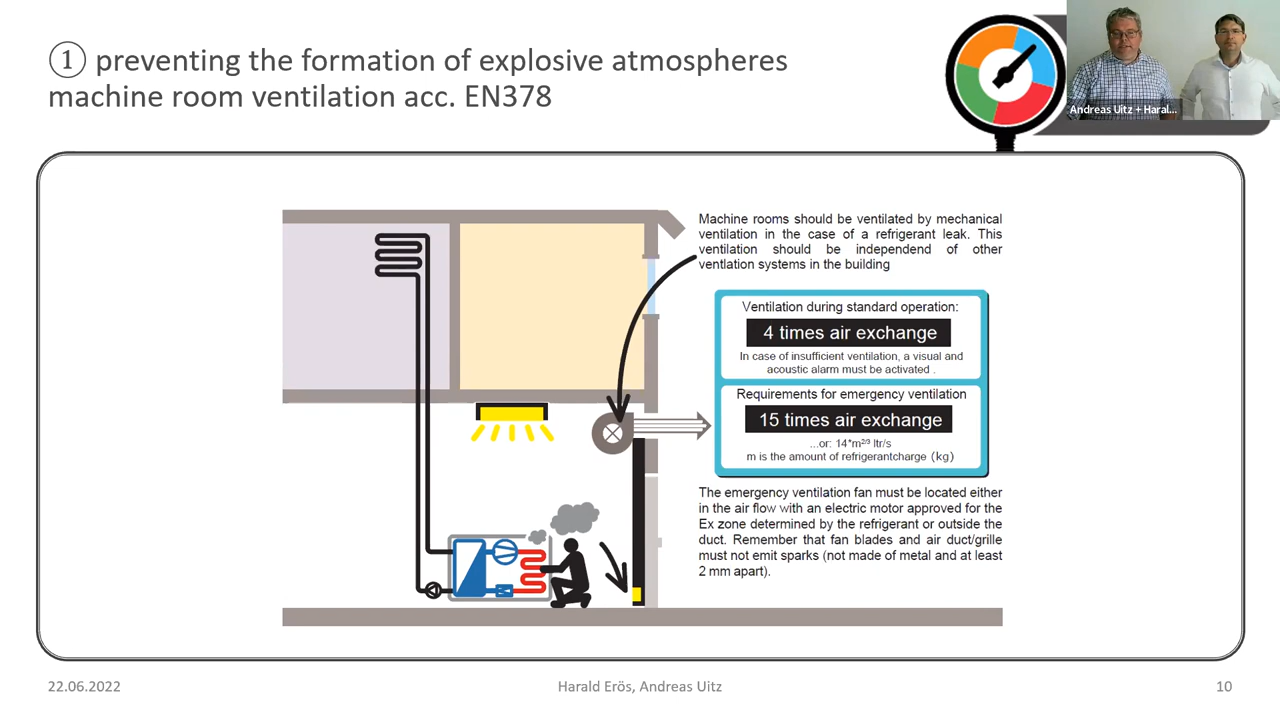 ① preventing the formation of explosive atmospheres
machine room ventilation acc. EN378
Andreas Uitz + Haral...
Machine rooms should be ventilated by mechanical
ventilation in the case of a refrigerant leak. This
ventilation should be independend of other
ventlation systems in the building
Ventilation during standard operation:
4 times air exchange
In case of insufficient ventilation, a visual and
acoustic alarm must be activated .
Requirements for emergency ventilation
15 times air exchange
...or: 14*m²ᐟ³ ltr/s
m is the amount of refrigerantcharge (kg)
The emergency ventilation fan must be located either
in the air flow with an electric motor approved for the
Ex zone determined by the refrigerant or outside the
duct. Remember that fan blades and air duct/grille
must not emit sparks (not made of metal and at least
2 mm apart).
22.06.2022
Harald Erös, Andreas Uitz
10